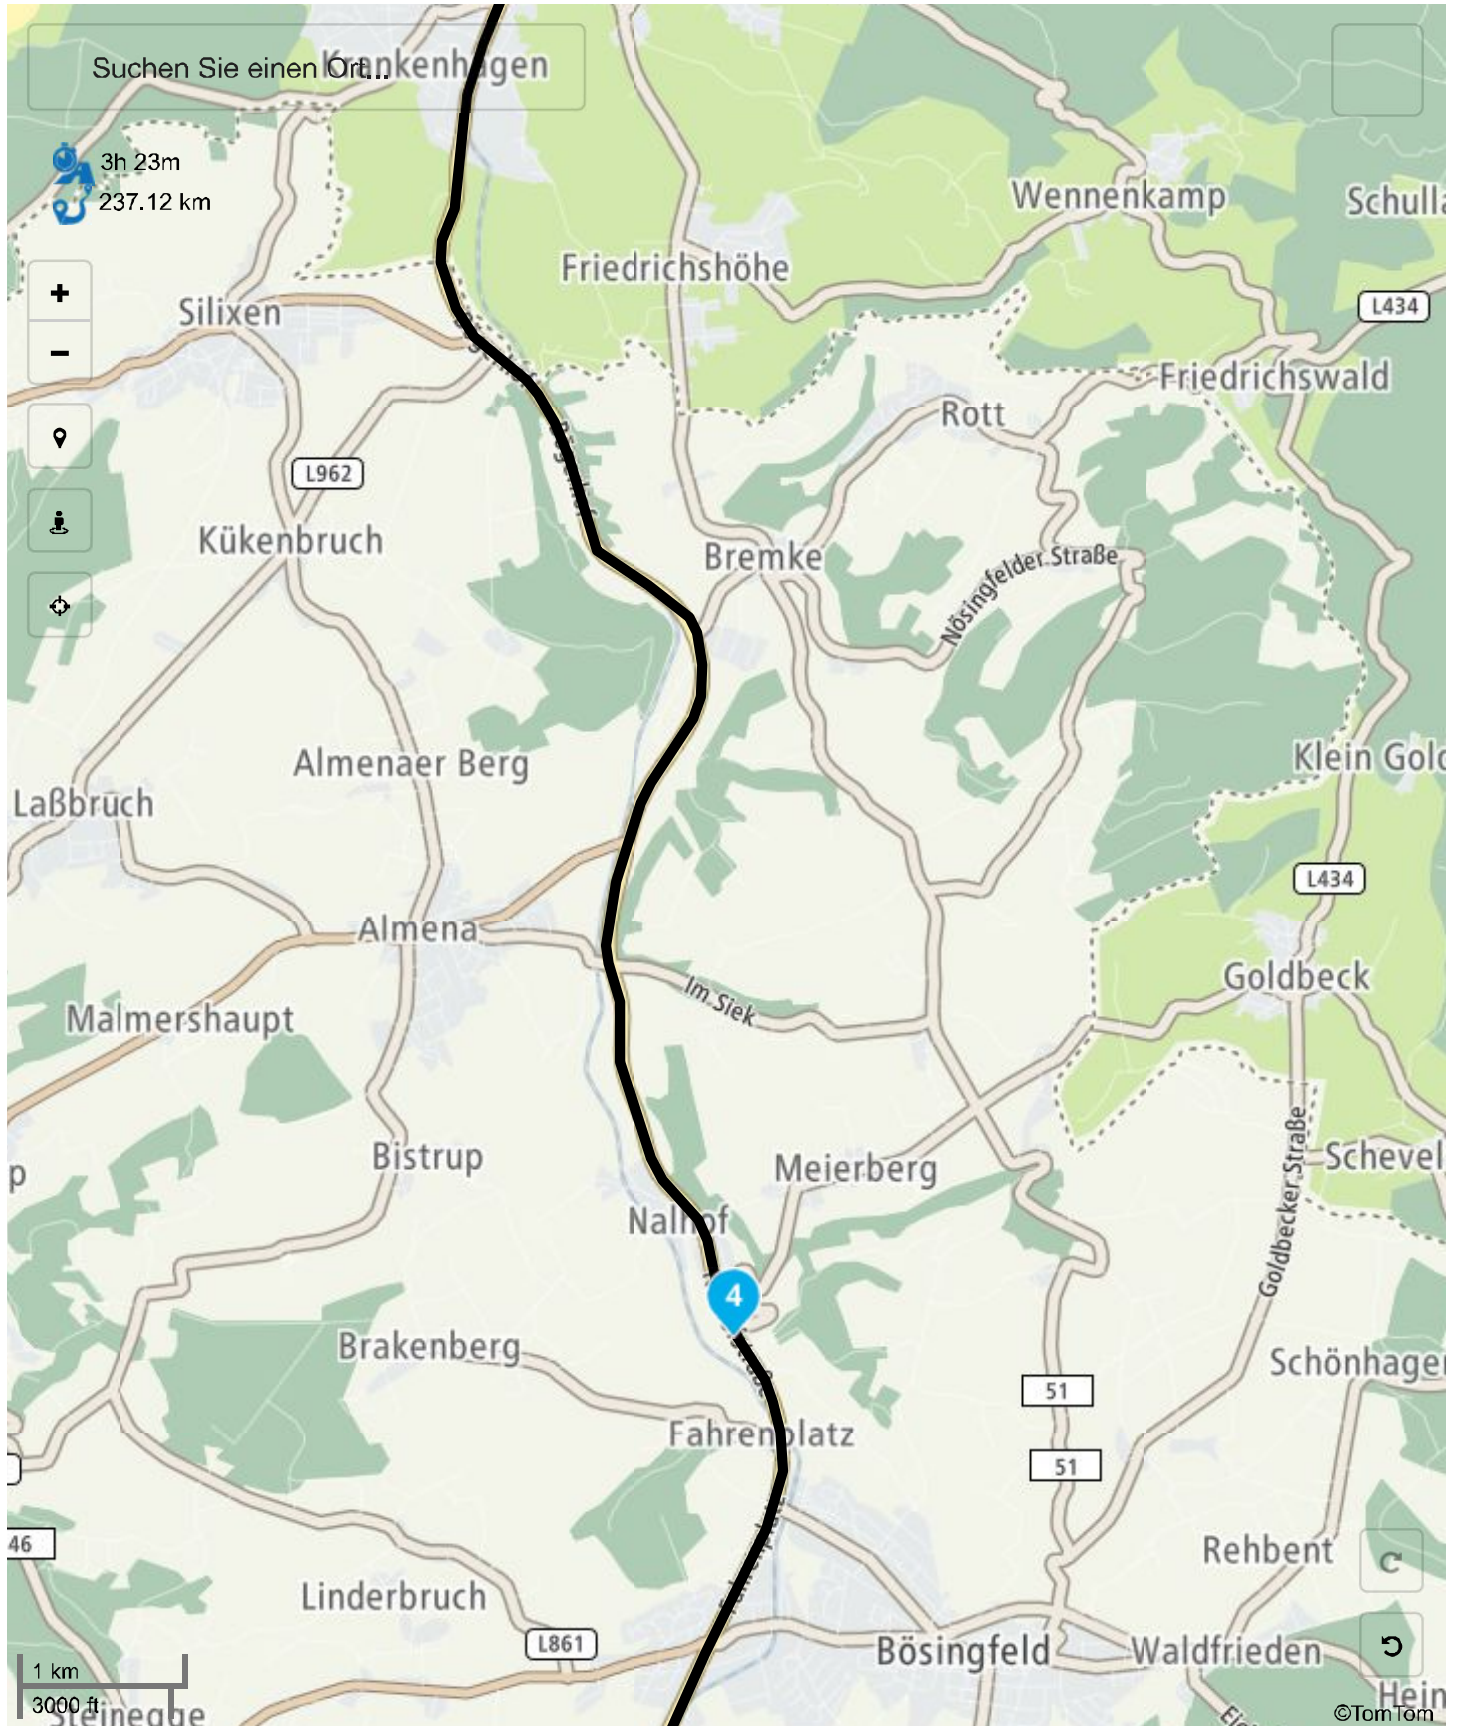 Krankenhagen
Suchen Sie einen Ort...
3h 23m
237.12 km
Wennenkamp
Friedrichshöhe
L434
Silixen
Friedrichswald
Rott
L962
Kükenbruch
Bremke
Nösingfelder Straße
Almenaer Berg
Laßbruch
L434
Almena
Goldbeck
Im Siek
Malmershaupt
Bistrup
Meierberg
Nalhof
Goldbecker Straße
4
Brakenberg
51
Fahrenplatz
51
46
Rehbent
Linderbruch
L861
Bösingfeld
Waldfrieden
1 km
3000 ft
Steinegge
©TomTom